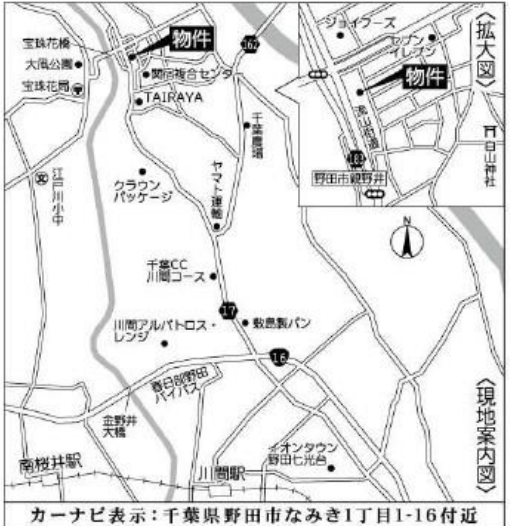 宝珠花橋
物件
大凧公園
宝珠花局
関宿複合センタ
TAIRAYA
162
千葉農場
江戸川小中
クラウン
パッケージ
ヤマト運輸
千葉CC
川間コース
17
敷島製パン
川間アルバトロス・
レンジ
16
春日部野田
バイパス
金野井
大橋
南桜井駅
川間駅
イオンタウン
野田七光台
〈現地案内図〉
N
〈拡大図〉
ジョイフーズ
セブン
イレブン
物件
183
野田市親野井
白山神社
カーナビ表示:千葉県野田市なみき1丁目1-16付近